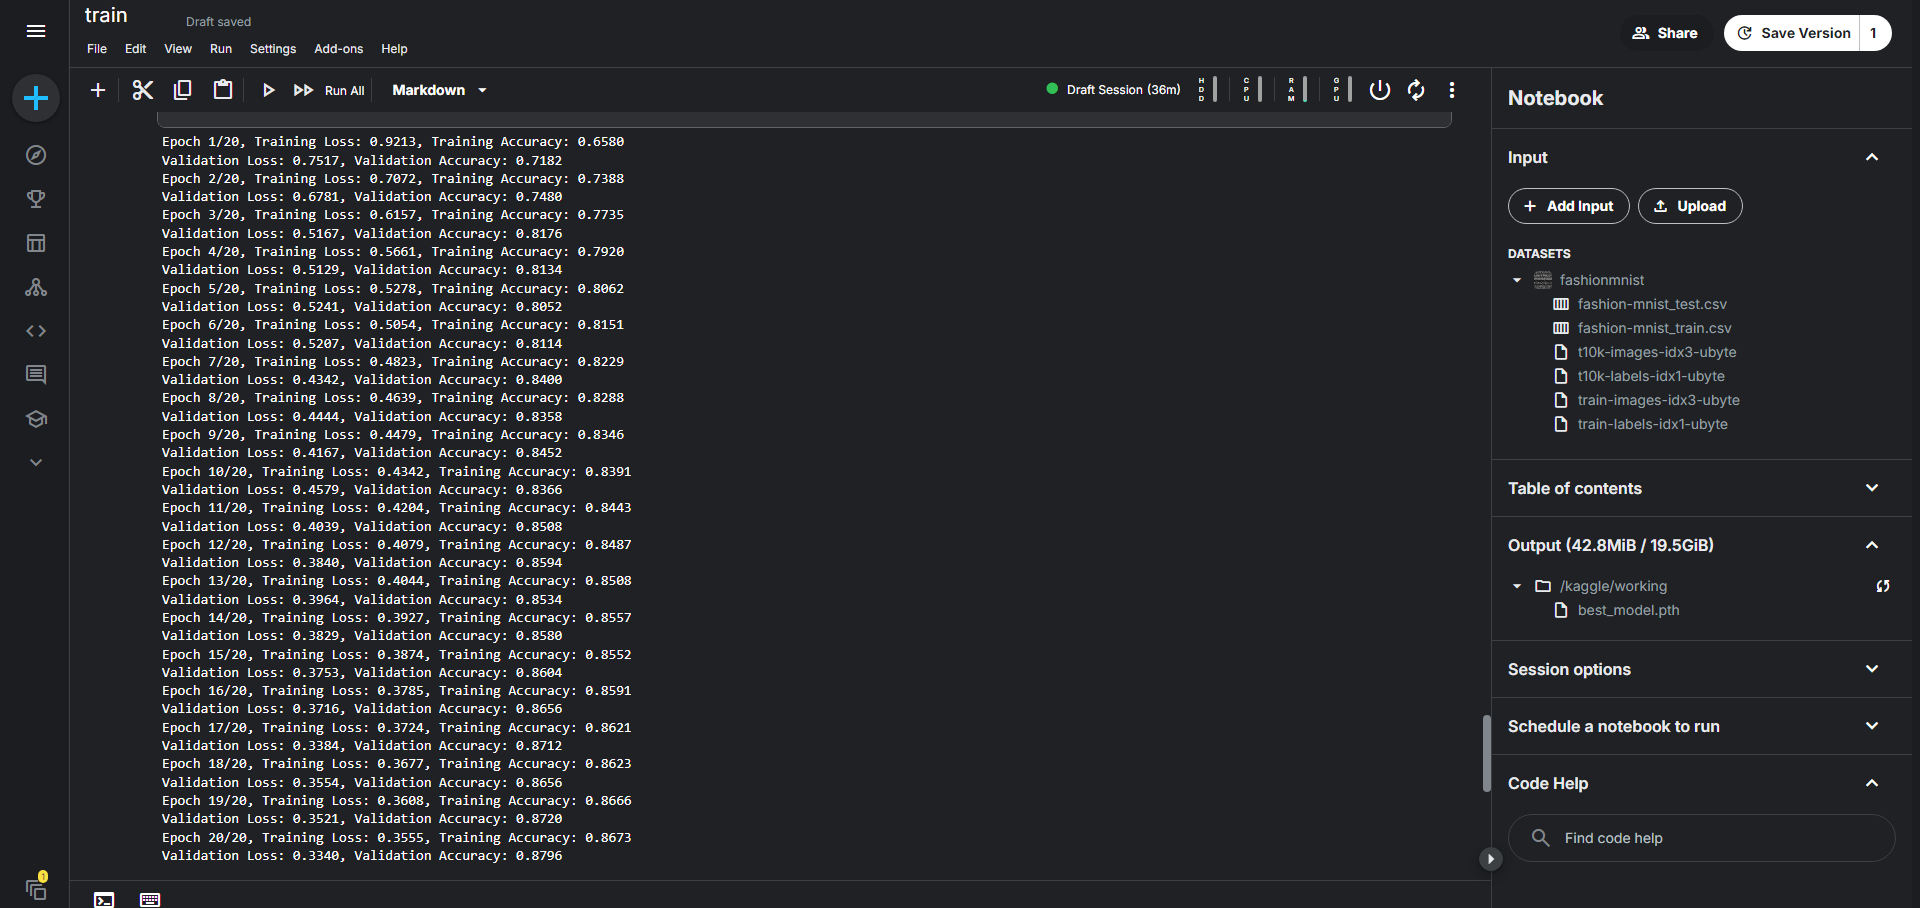 train
Draft saved
File Edit View Run Settings Add-ons Help
Share
Save Version 1
Run All
Markdown
Draft Session (36m)
HDD
CPU
RAM
GPU
Epoch 1/20, Training Loss: 0.9213, Training Accuracy: 0.6580
Validation Loss: 0.7517, Validation Accuracy: 0.7182
Epoch 2/20, Training Loss: 0.7072, Training Accuracy: 0.7388
Validation Loss: 0.6781, Validation Accuracy: 0.7480
Epoch 3/20, Training Loss: 0.6157, Training Accuracy: 0.7735
Validation Loss: 0.5167, Validation Accuracy: 0.8176
Epoch 4/20, Training Loss: 0.5661, Training Accuracy: 0.7920
Validation Loss: 0.5129, Validation Accuracy: 0.8134
Epoch 5/20, Training Loss: 0.5278, Training Accuracy: 0.8062
Validation Loss: 0.5241, Validation Accuracy: 0.8052
Epoch 6/20, Training Loss: 0.5054, Training Accuracy: 0.8151
Validation Loss: 0.5207, Validation Accuracy: 0.8114
Epoch 7/20, Training Loss: 0.4823, Training Accuracy: 0.8229
Validation Loss: 0.4342, Validation Accuracy: 0.8400
Epoch 8/20, Training Loss: 0.4639, Training Accuracy: 0.8288
Validation Loss: 0.4444, Validation Accuracy: 0.8358
Epoch 9/20, Training Loss: 0.4479, Training Accuracy: 0.8346
Validation Loss: 0.4167, Validation Accuracy: 0.8452
Epoch 10/20, Training Loss: 0.4342, Training Accuracy: 0.8391
Validation Loss: 0.4579, Validation Accuracy: 0.8366
Epoch 11/20, Training Loss: 0.4204, Training Accuracy: 0.8443
Validation Loss: 0.4039, Validation Accuracy: 0.8508
Epoch 12/20, Training Loss: 0.4079, Training Accuracy: 0.8487
Validation Loss: 0.3840, Validation Accuracy: 0.8594
Epoch 13/20, Training Loss: 0.4044, Training Accuracy: 0.8508
Validation Loss: 0.3964, Validation Accuracy: 0.8534
Epoch 14/20, Training Loss: 0.3927, Training Accuracy: 0.8557
Validation Loss: 0.3829, Validation Accuracy: 0.8580
Epoch 15/20, Training Loss: 0.3874, Training Accuracy: 0.8552
Validation Loss: 0.3753, Validation Accuracy: 0.8604
Epoch 16/20, Training Loss: 0.3785, Training Accuracy: 0.8591
Validation Loss: 0.3716, Validation Accuracy: 0.8656
Epoch 17/20, Training Loss: 0.3724, Training Accuracy: 0.8621
Validation Loss: 0.3384, Validation Accuracy: 0.8712
Epoch 18/20, Training Loss: 0.3677, Training Accuracy: 0.8623
Validation Loss: 0.3554, Validation Accuracy: 0.8656
Epoch 19/20, Training Loss: 0.3608, Training Accuracy: 0.8666
Validation Loss: 0.3521, Validation Accuracy: 0.8720
Epoch 20/20, Training Loss: 0.3555, Training Accuracy: 0.8673
Validation Loss: 0.3340, Validation Accuracy: 0.8796
Notebook
Input
Add Input
Upload
DATASETS
fashionmnist
fashion-mnist_test.csv
fashion-mnist_train.csv
t10k-images-idx3-ubyte
t10k-labels-idx1-ubyte
train-images-idx3-ubyte
train-labels-idx1-ubyte
Table of contents
Output (42.8MiB / 19.5GiB)
/kaggle/working
best_model.pth
Session options
Schedule a notebook to run
Code Help
Find code help
1